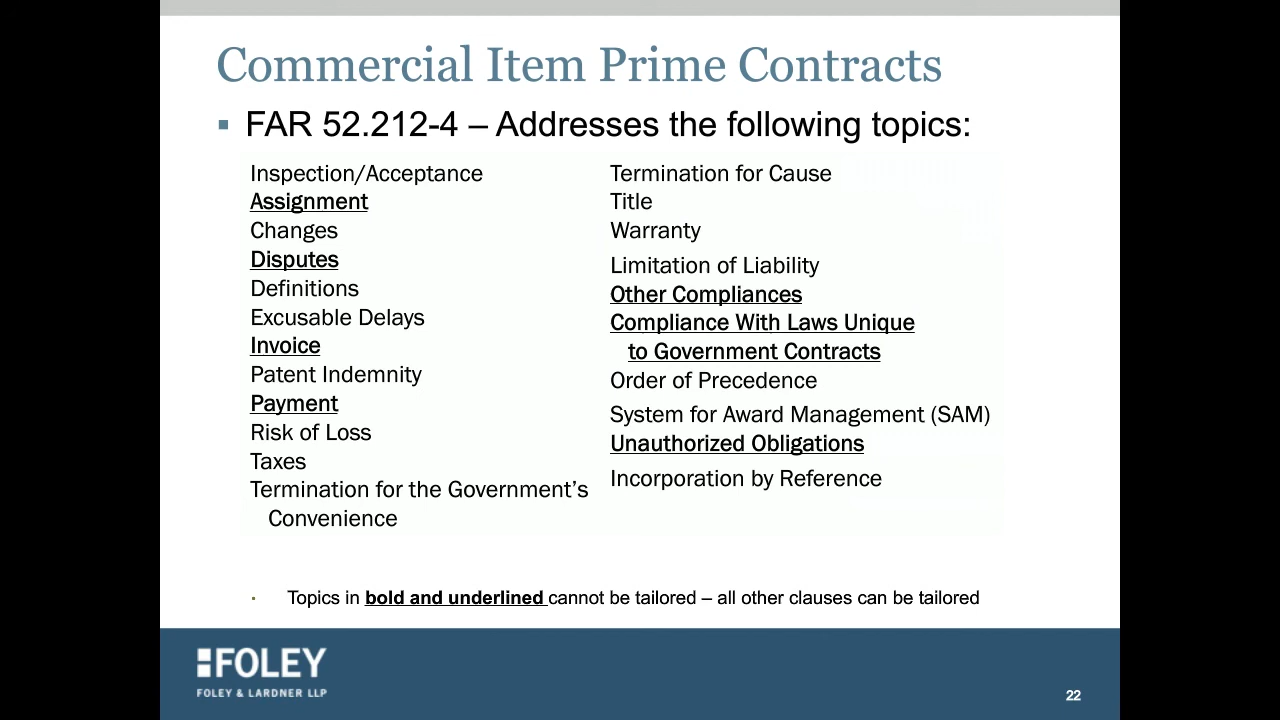 Commercial Item Prime Contracts
▪ FAR 52.212-4 – Addresses the following topics:
Inspection/Acceptance
Assignment
Changes
Disputes
Definitions
Excusable Delays
Invoice
Patent Indemnity
Payment
Risk of Loss
Taxes
Termination for the Government’s
Convenience
Termination for Cause
Title
Warranty
Limitation of Liability
Other Compliances
Compliance With Laws Unique
to Government Contracts
Order of Precedence
System for Award Management (SAM)
Unauthorized Obligations
Incorporation by Reference
• Topics in bold and underlined cannot be tailored – all other clauses can be tailored
FOLEY
FOLEY & LARDNER LLP
22